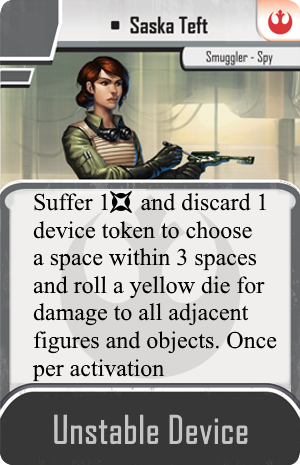 ▪ Saska Teft
Smuggler - Spy
Suffer 1 and discard 1
device token to choose
a space within 3 spaces
and roll a yellow die for
damage to all adjacent
figures and objects. Once
per activation
Unstable Device